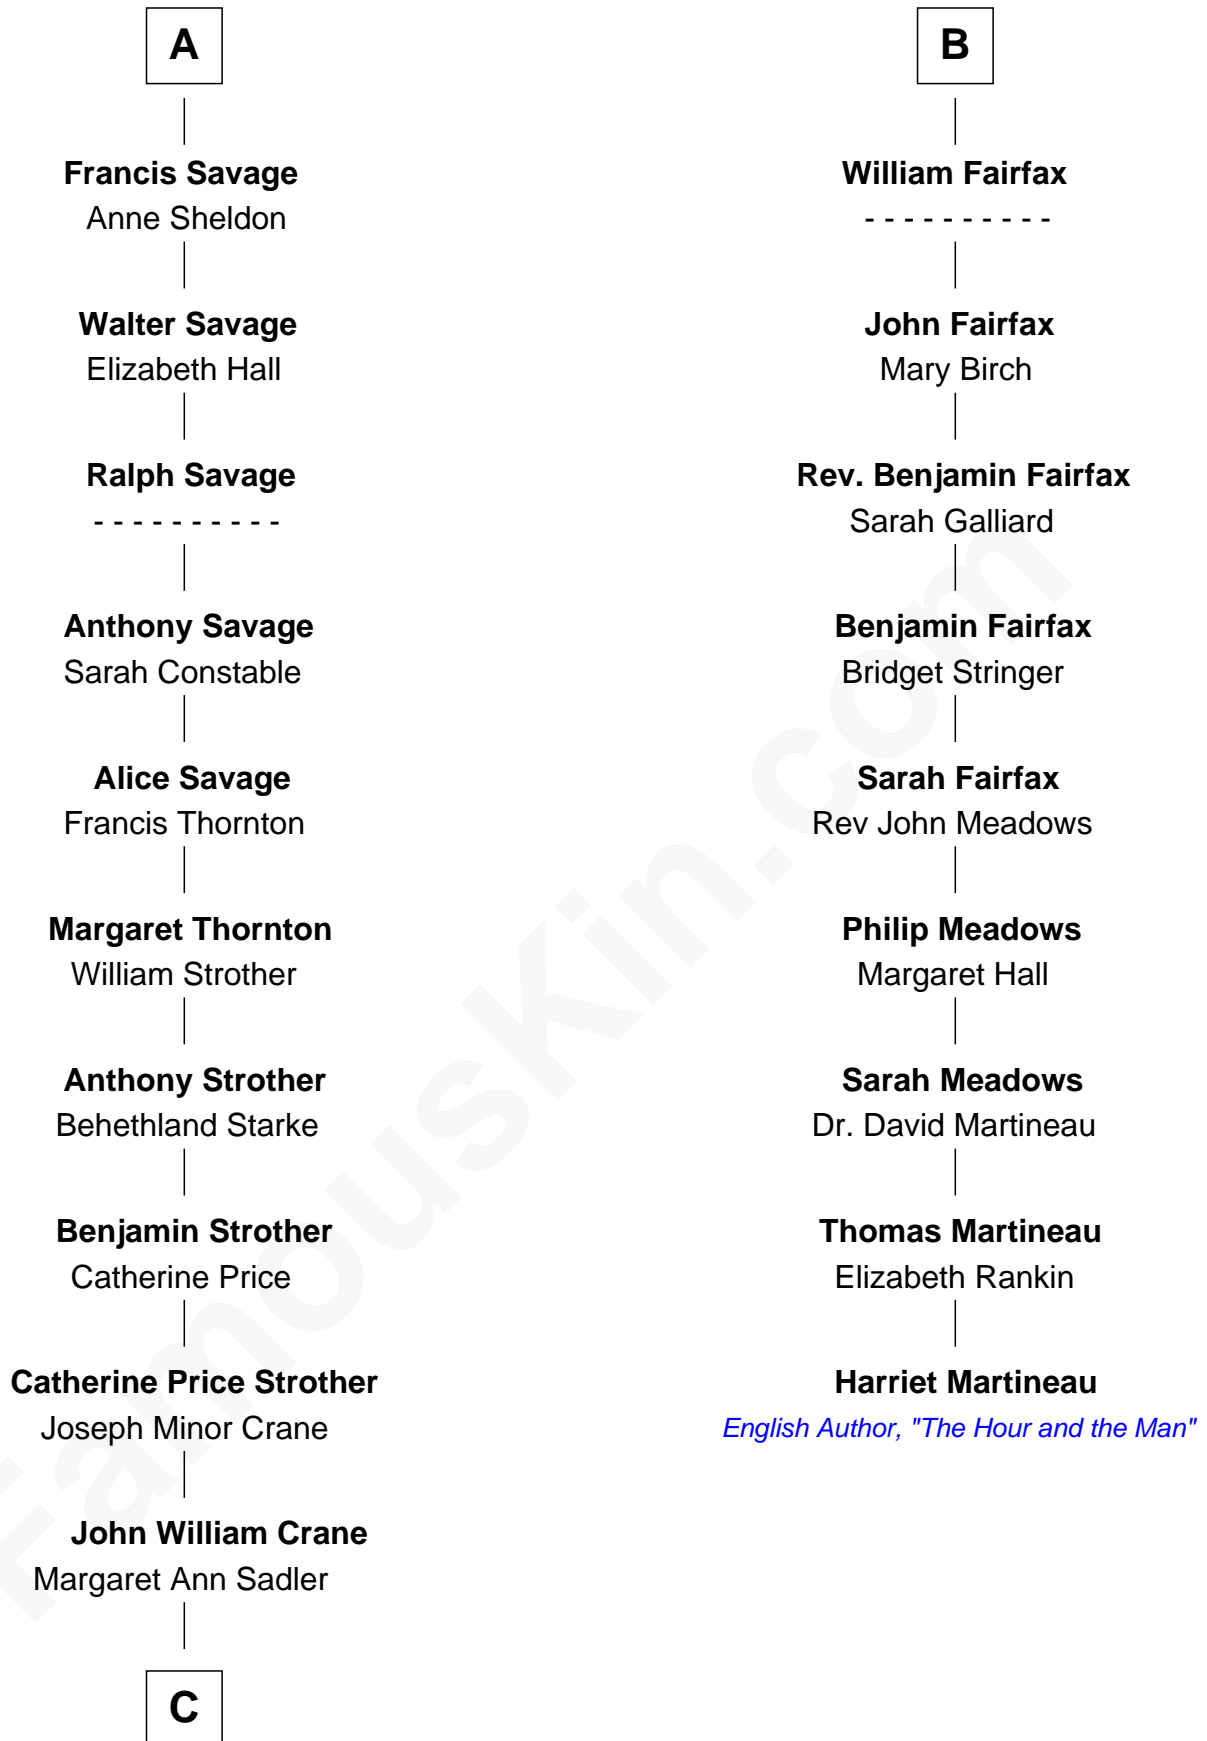 A
Francis Savage
Anne Sheldon
Walter Savage
Elizabeth Hall
Ralph Savage
- - - - - - - - - -
Anthony Savage
Sarah Constable
Alice Savage
Francis Thornton
Margaret Thornton
William Strother
Anthony Strother
Behethland Starke
Benjamin Strother
Catherine Price
Catherine Price Strother
Joseph Minor Crane
John William Crane
Margaret Ann Sadler
C
B
William Fairfax
- - - - - - - - - -
John Fairfax
Mary Birch
Rev. Benjamin Fairfax
Sarah Galliard
Benjamin Fairfax
Bridget Stringer
Sarah Fairfax
Rev John Meadows
Philip Meadows
Margaret Hall
Sarah Meadows
Dr. David Martineau
Thomas Martineau
Elizabeth Rankin
Harriet Martineau
English Author, "The Hour and the Man"
FamousKin.com